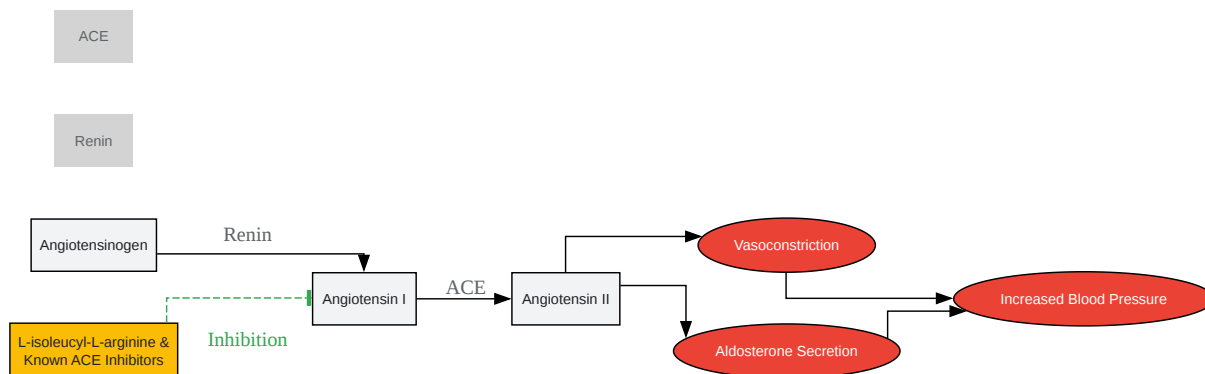 ACE
Renin
Angiotensinogen
Renin
Vasoconstriction
Angiotensin I
ACE
Angiotensin II
Increased Blood Pressure
L-isoleucyl-L-arginine &
Known ACE Inhibitors
Inhibition
Aldosterone Secretion